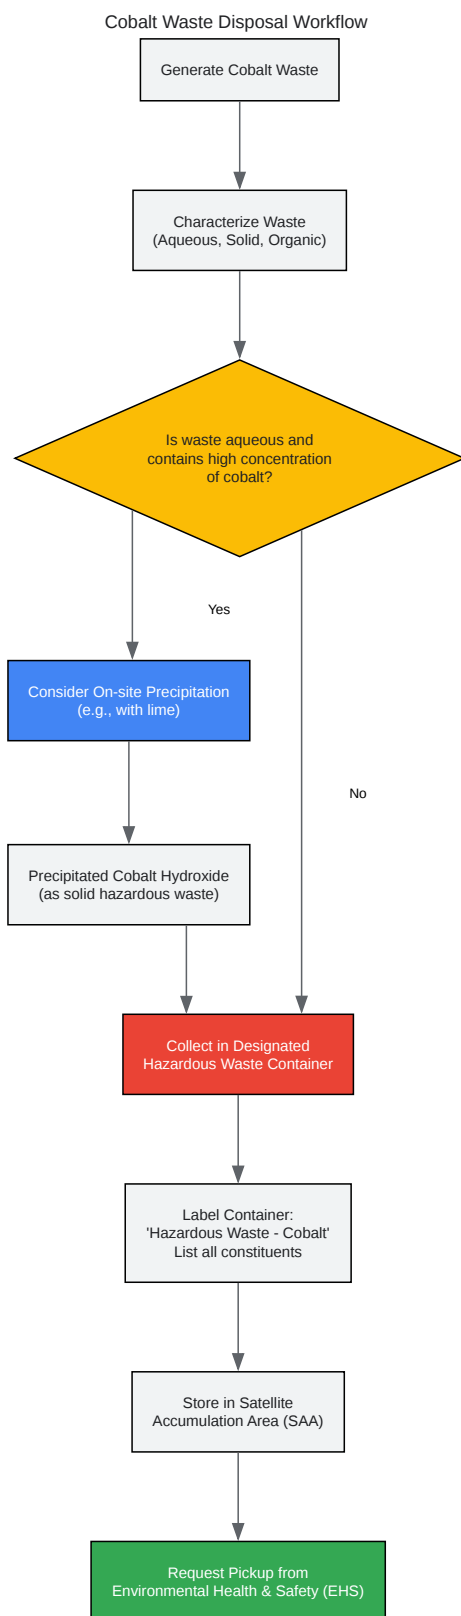 Cobalt Waste Disposal Workflow
Generate Cobalt Waste
Characterize Waste
(Aqueous, Solid, Organic)
Is waste aqueous and
contains high concentration
of cobalt?
Yes
Consider On-site Precipitation
(e.g., with lime)
No
Precipitated Cobalt Hydroxide
(as solid hazardous waste)
Collect in Designated
Hazardous Waste Container
Label Container:
'Hazardous Waste - Cobalt'
List all constituents
Store in Satellite
Accumulation Area (SAA)
Request Pickup from
Environmental Health & Safety (EHS)